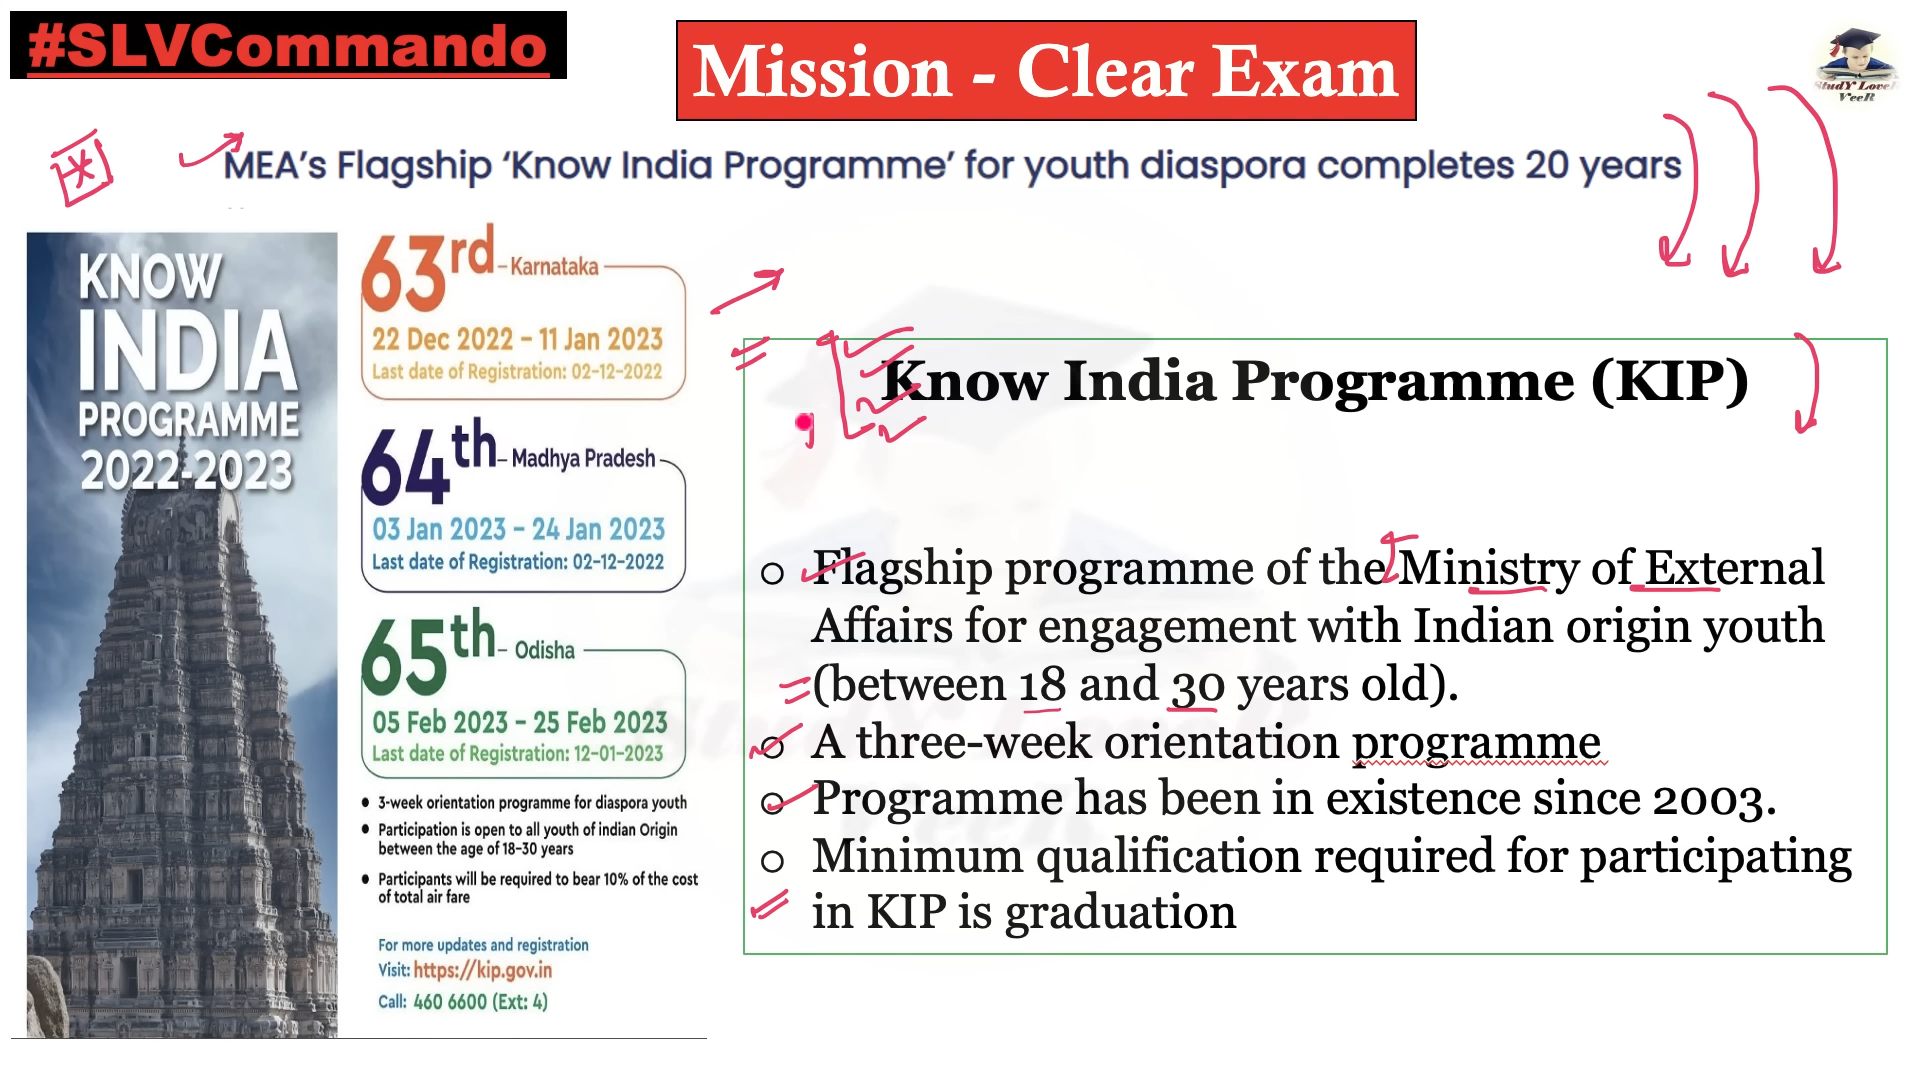 #SLVCommando
Mission - Clear Exam
StudY LoveR
VeeR
MEA's Flagship 'Know India Programme' for youth diaspora completes 20 years
KNOW
INDIA
PROGRAMME
2022-2023
63rd - Karnataka
22 Dec 2022 - 11 Jan 2023
Last date of Registration: 02-12-2022
64th - Madhya Pradesh
03 Jan 2023 - 24 Jan 2023
Last date of Registration: 02-12-2022
65th - Odisha
05 Feb 2023 - 25 Feb 2023
Last date of Registration: 12-01-2023
• 3-week orientation programme for diaspora youth
• Participation is open to all youth of indian Origin
between the age of 18-30 years
• Participants will be required to bear 10% of the cost
of total air fare
For more updates and registration
Visit: https://kip.gov.in
Call: 460 6600 (Ext: 4)
Know India Programme (KIP)
o Flagship programme of the Ministry of External
Affairs for engagement with Indian origin youth
(between 18 and 30 years old).
o A three-week orientation programme
o Programme has been in existence since 2003.
o Minimum qualification required for participating
in KIP is graduation
StudY LoveR
VeeR